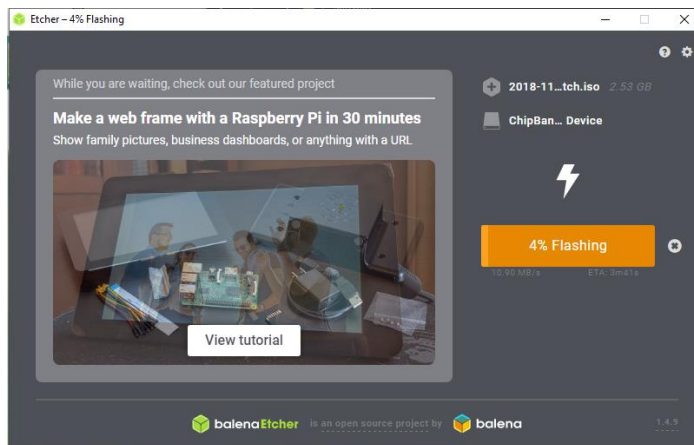 Etcher – 4% Flashing
While you are waiting, check out our featured project
Make a web frame with a Raspberry Pi in 30 minutes
Show family pictures, business dashboards, or anything with a URL
View tutorial
2018-11...tch.iso 2.53 GB
ChipBan... Device
4% Flashing
10.90 MB/s ETA: 3m41s
balenaEtcher is an open source project by balena
1.4.9